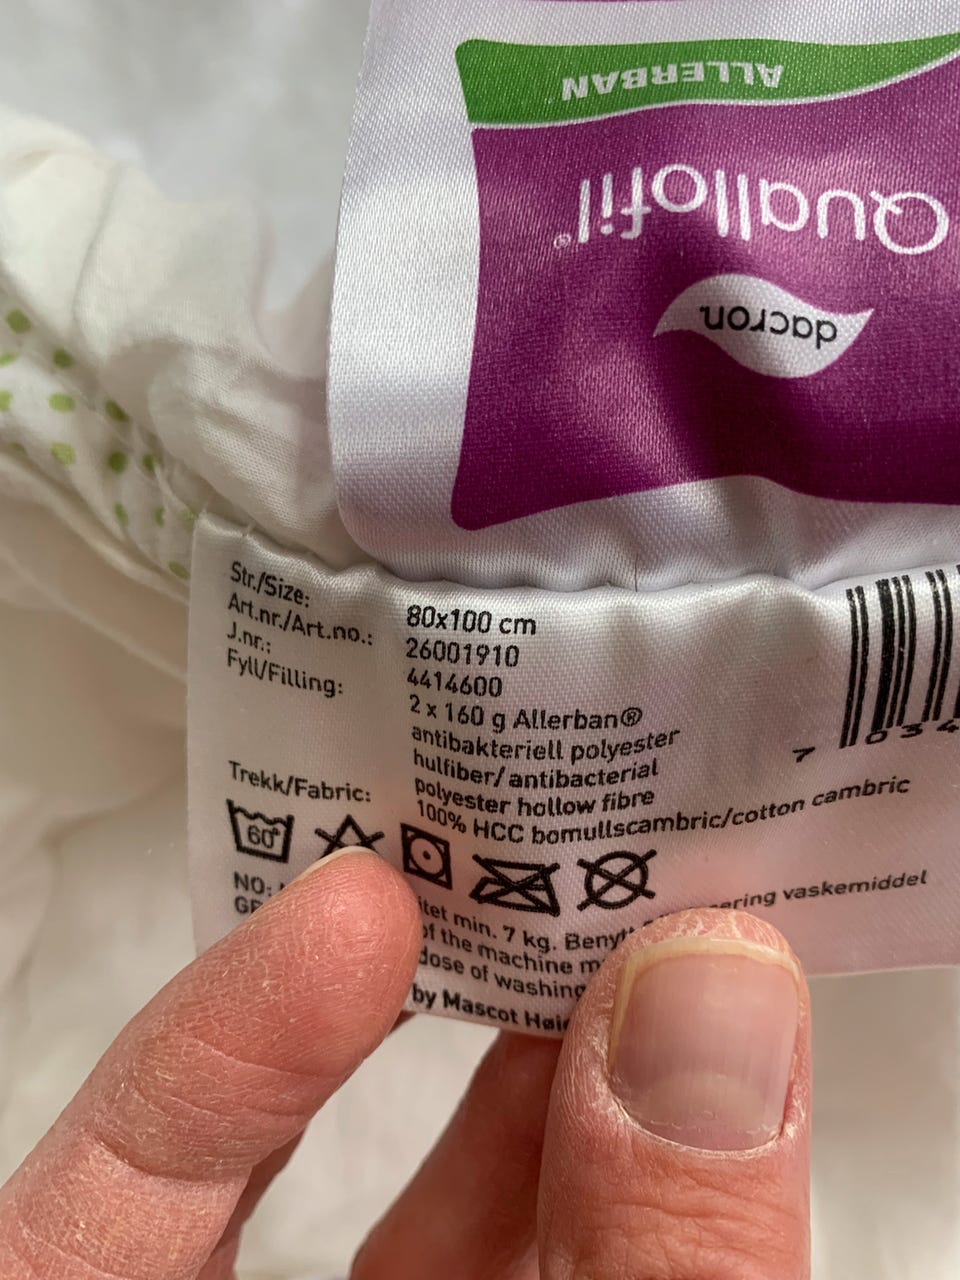 ALLERBAN
Quallofil®
dacron
Str./Size: 80x100 cm
Art.nr./Art.no.: 26001910
J.nr.: 4414600
Fyll/Filling: 2 x 160 g Allerban®
antibakteriell polyester
hulfiber/antibacterial
polyester hollow fibre
Trekk/Fabric: 100% HCC bomullscambric/cotton cambric
7 034
60°
NO:
min. 7 kg. vaskemiddel
of the machine
dose of washing
by Mascot